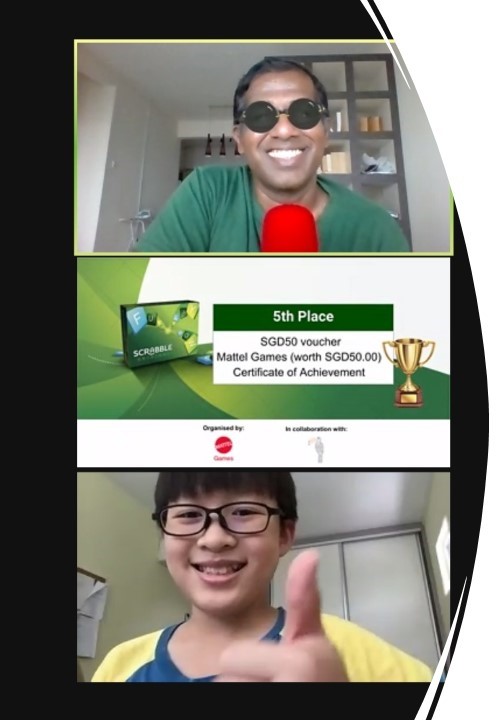 SCRABBLE
5th Place
SGD50 voucher
Mattel Games (worth SGD50.00)
Certificate of Achievement
Organised by:
In collaboration with:
MATTEL
Games